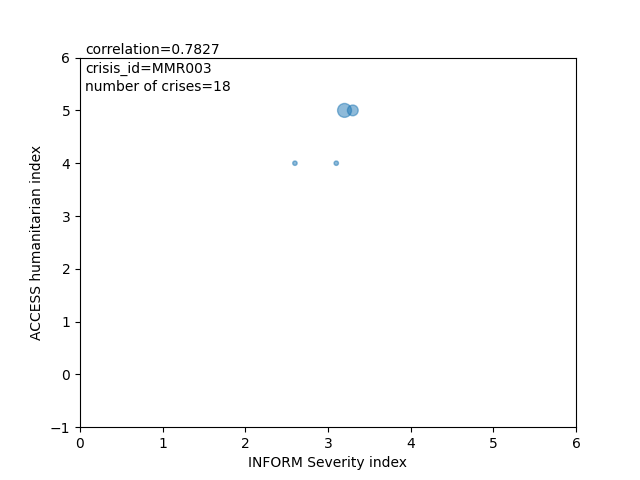 correlation=0.7827
crisis_id=MMR003
number of crises=18
6
5
4
3
2
1
0
−1
ACCESS humanitarian index
0 1 2 3 4 5 6
INFORM Severity index